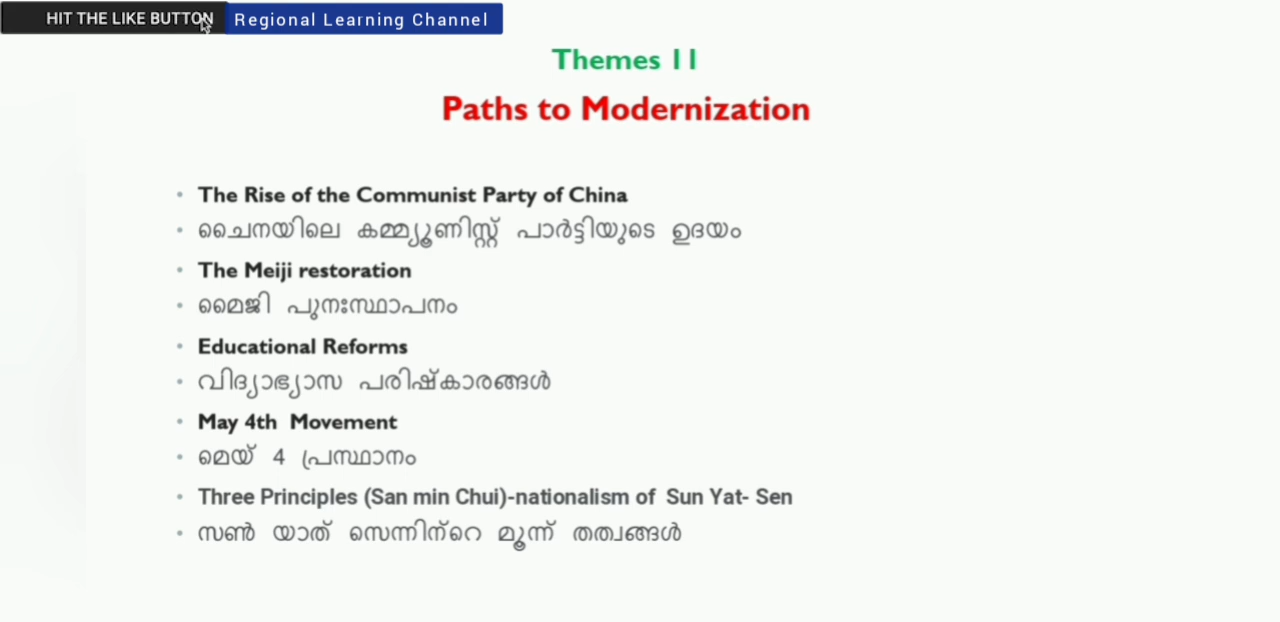 HIT THE LIKE BUTTON Regional Learning Channel
Themes 11
Paths to Modernization
• The Rise of the Communist Party of China
• ചൈനയിലെ കമ്മ്യൂണിസ്റ്റ് പാർട്ടിയുടെ ഉദയം
• The Meiji restoration
• മൈജി പുനഃസ്ഥാപനം
• Educational Reforms
• വിദ്യാഭ്യാസ പരിഷ്കാരങ്ങൾ
• May 4th Movement
• മെയ് 4 പ്രസ്ഥാനം
• Three Principles (San min Chui)-nationalism of Sun Yat- Sen
• സൺ യാത് സെന്നിന്റെ മൂന്ന് തത്വങ്ങൾ